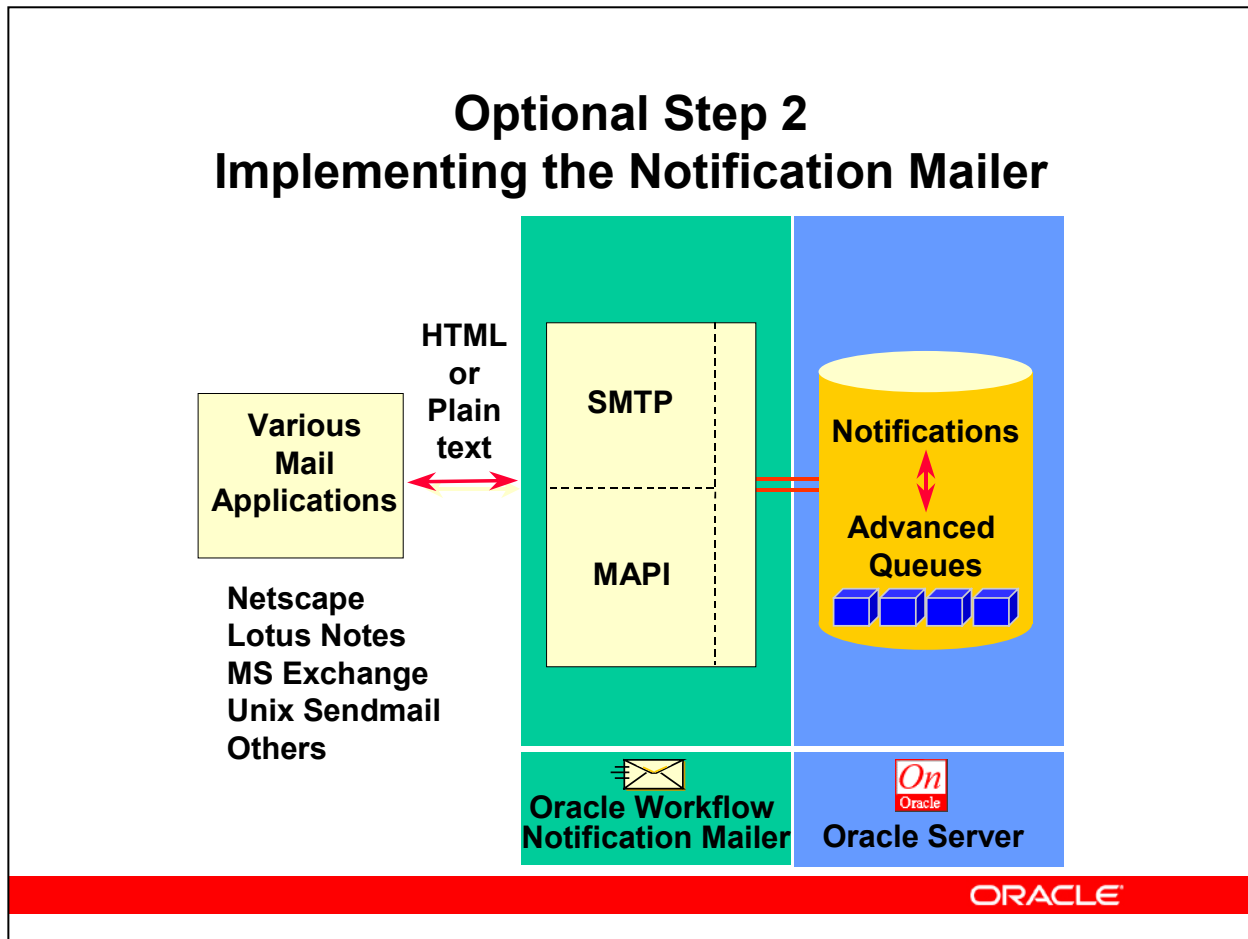 Optional Step 2
Implementing the Notification Mailer
HTML
or
Plain
text
Various
Mail
Applications
Netscape
Lotus Notes
MS Exchange
Unix Sendmail
Others
SMTP
MAPI
Notifications
Advanced
Queues
Oracle Workflow
Notification Mailer
On
Oracle
Oracle Server
ORACLE